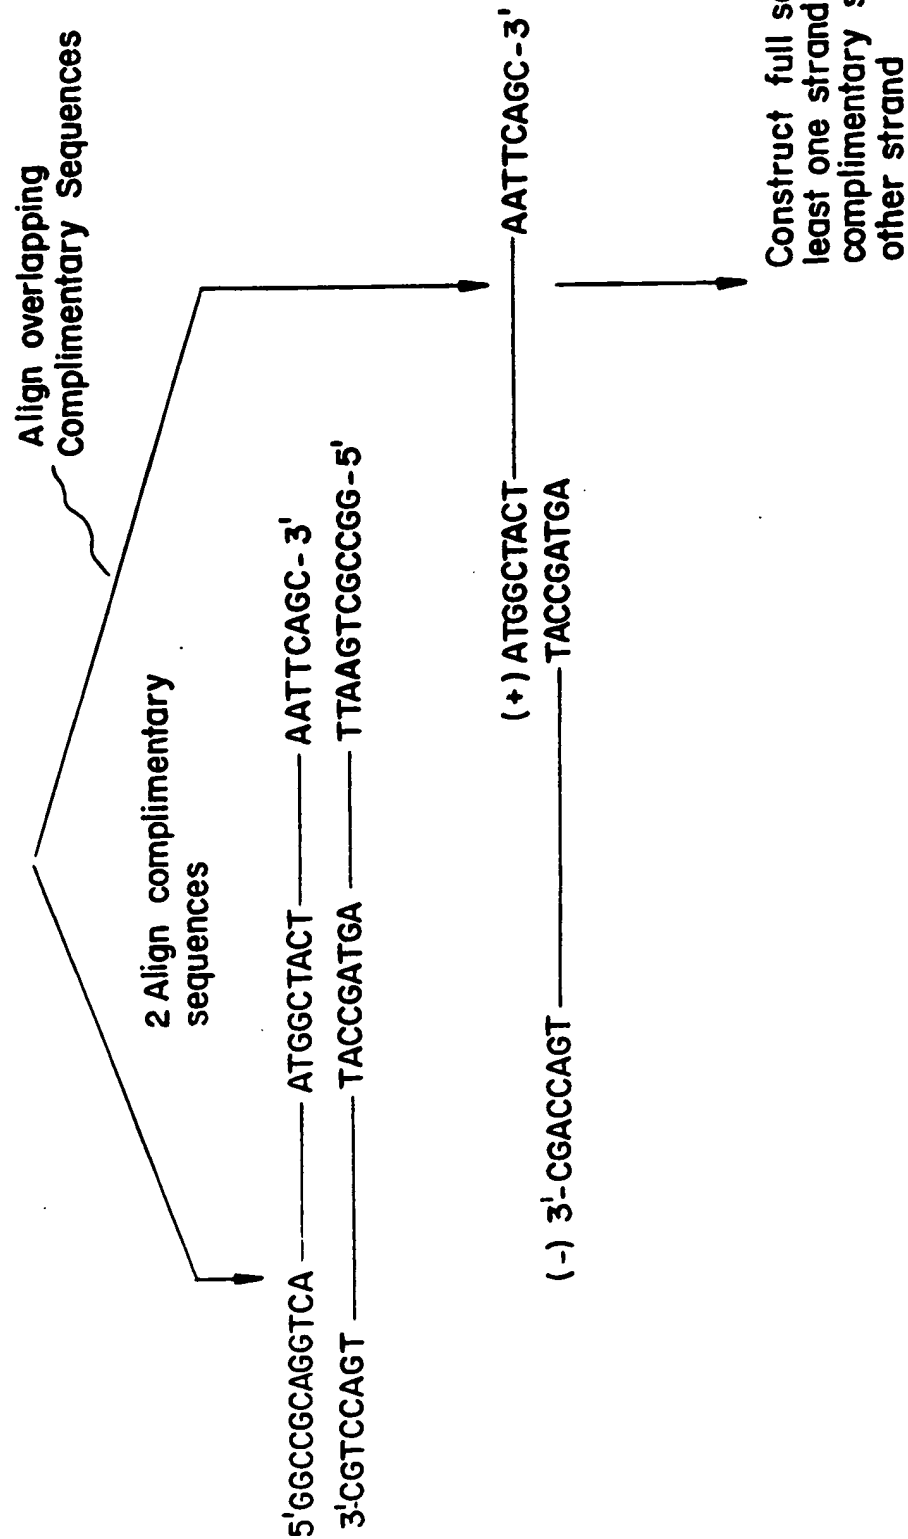 Align overlapping
Complimentary Sequences
2 Align complimentary
sequences
5'GGCCGCAGGTCA ATGGCTACT AATTCAGC-3'
3'-CGTCCAGT TACCGATGA TTAAGTCGCCGG-5'
(+) ATGGCTACT AATTCAGC-3'
(-) 3'-CGACCAGT TACCGATGA
Construct full
least one strand
complimentary
other strand